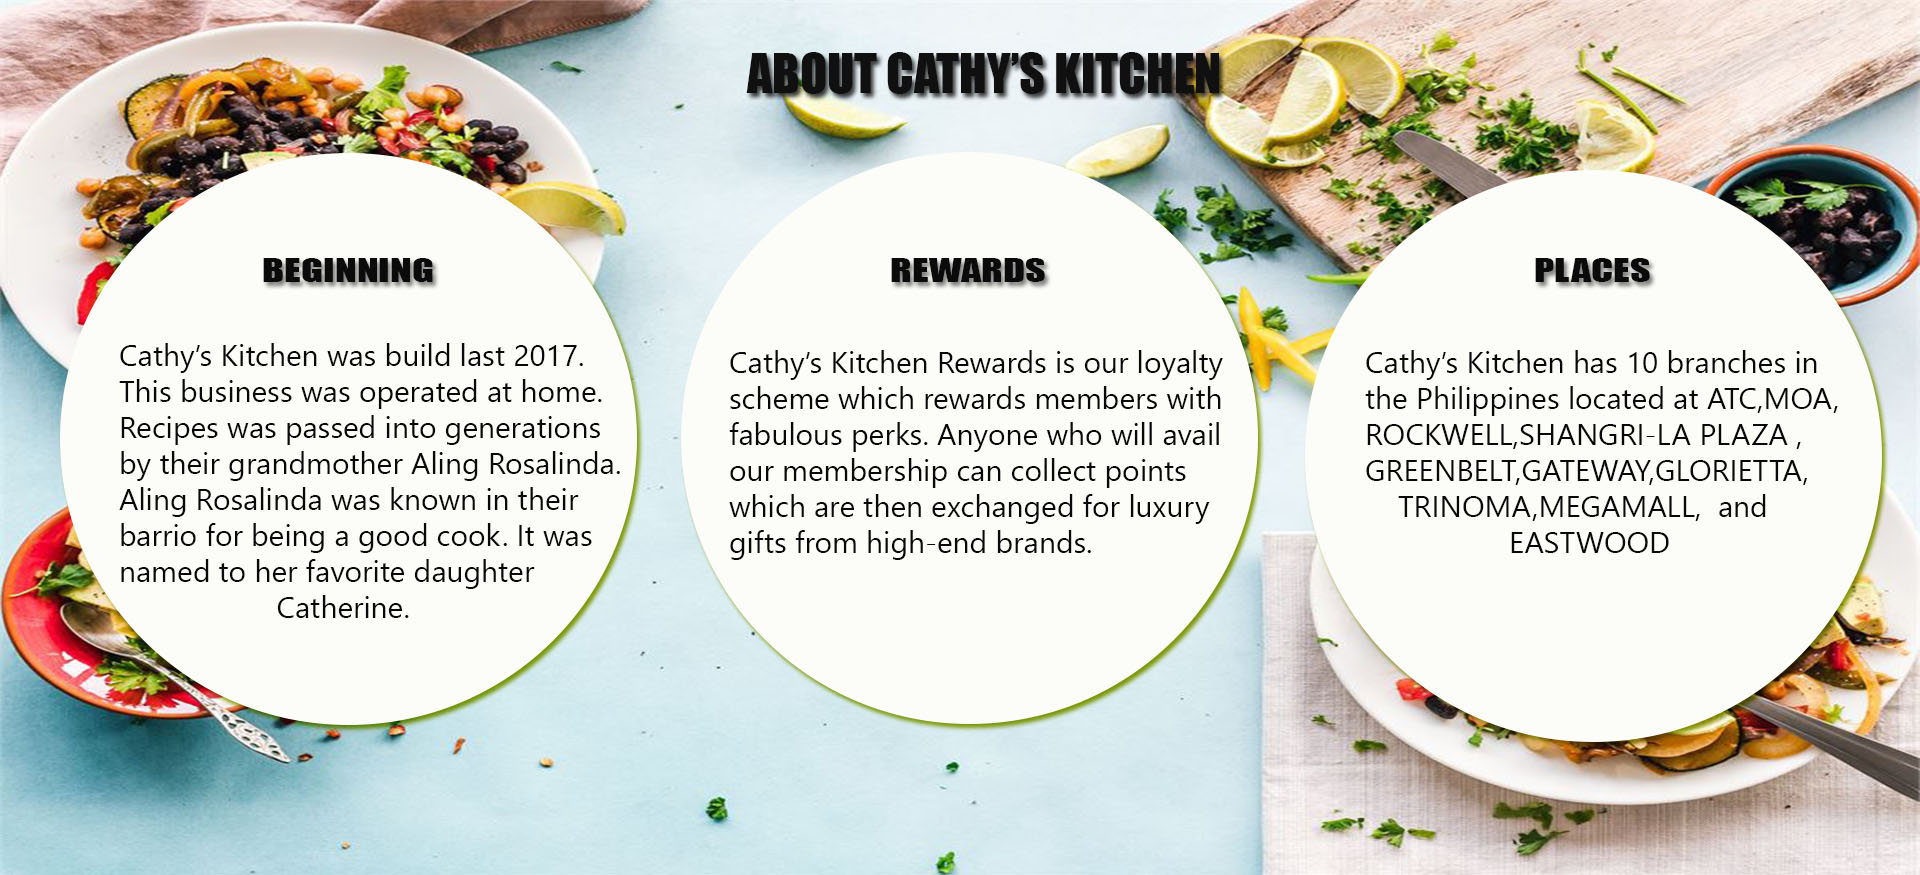 ABOUT CATHY'S KITCHEN
BEGINNING
Cathy's Kitchen was build last 2017.
This business was operated at home.
Recipes was passed into generations
by their grandmother Aling Rosalinda.
Aling Rosalinda was known in their
barrio for being a good cook. It was
named to her favorite daughter
Catherine.
REWARDS
Cathy's Kitchen Rewards is our loyalty
scheme which rewards members with
fabulous perks. Anyone who will avail
our membership can collect points
which are then exchanged for luxury
gifts from high-end brands.
PLACES
Cathy's Kitchen has 10 branches in
the Philippines located at ATC,MOA,
ROCKWELL,SHANGRI-LA PLAZA ,
GREENBELT,GATEWAY,GLORIETTA,
TRINOMA,MEGAMALL, and
EASTWOOD